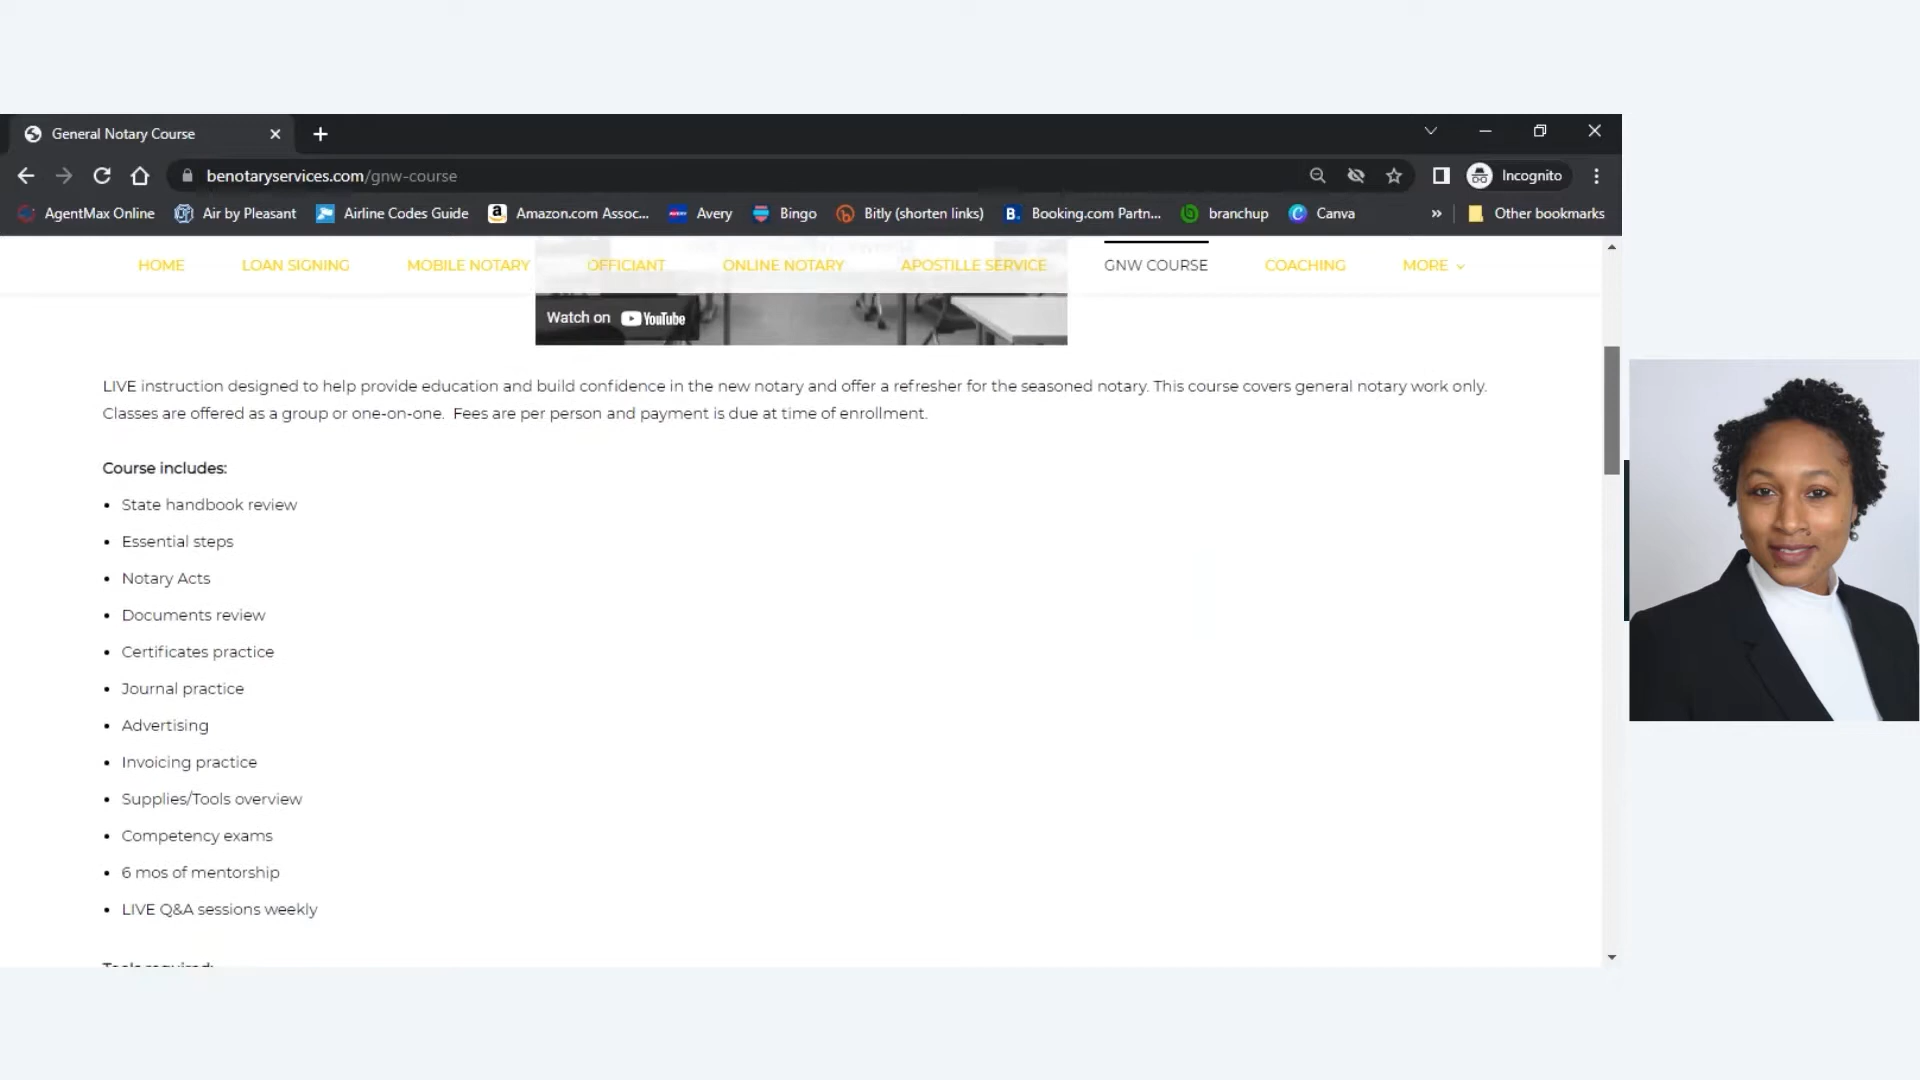 General Notary Course
benotaryservices.com/gnw-course
Incognito
AgentMax Online Air by Pleasant Airline Codes Guide Amazon.com Assoc... Avery Bingo Bitly (shorten links) B. Booking.com Partn... branchup Canva » Other bookmarks
HOME LOAN SIGNING MOBILE NOTARY OFFICIANT ONLINE NOTARY APOSTILLE SERVICE GNW COURSE COACHING MORE
Watch on YouTube
LIVE instruction designed to help provide education and build confidence in the new notary and offer a refresher for the seasoned notary. This course covers general notary work only.
Classes are offered as a group or one-on-one. Fees are per person and payment is due at time of enrollment.
Course includes:
• State handbook review
• Essential steps
• Notary Acts
• Documents review
• Certificates practice
• Journal practice
• Advertising
• Invoicing practice
• Supplies/Tools overview
• Competency exams
• 6 mos of mentorship
• LIVE Q&A sessions weekly
Tools required: